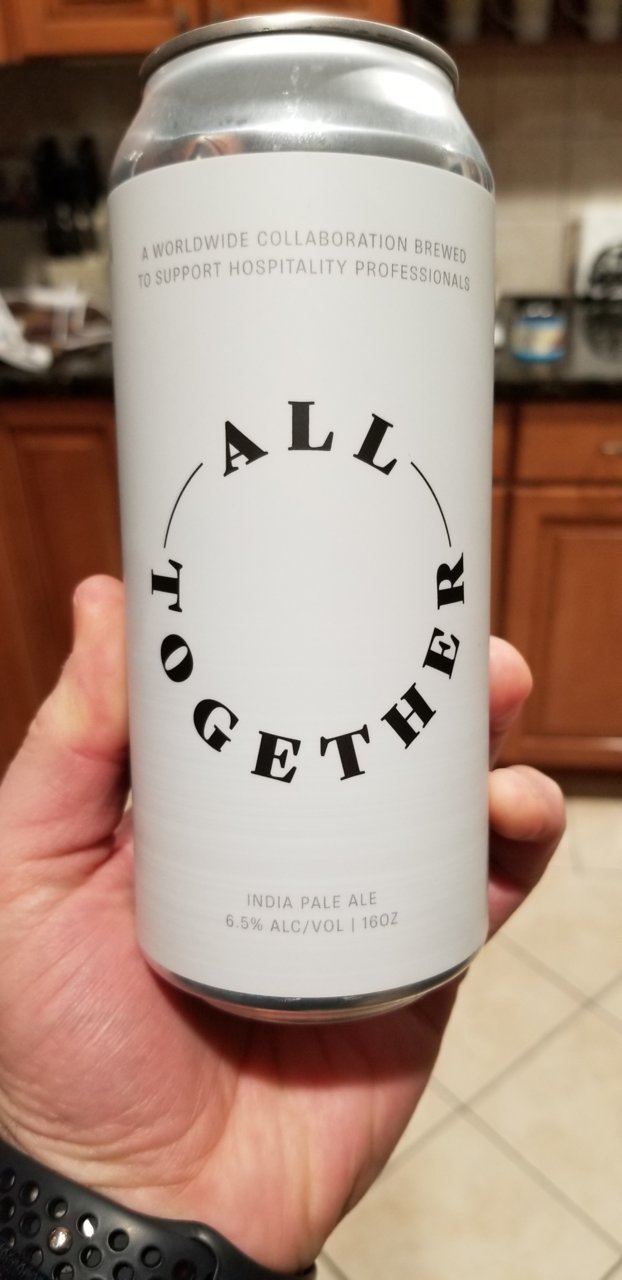 A WORLDWIDE COLLABORATION BREWED
TO SUPPORT HOSPITALITY PROFESSIONALS
ALL
TOGETHER
INDIA PALE ALE
6.5% ALC/VOL | 16OZ